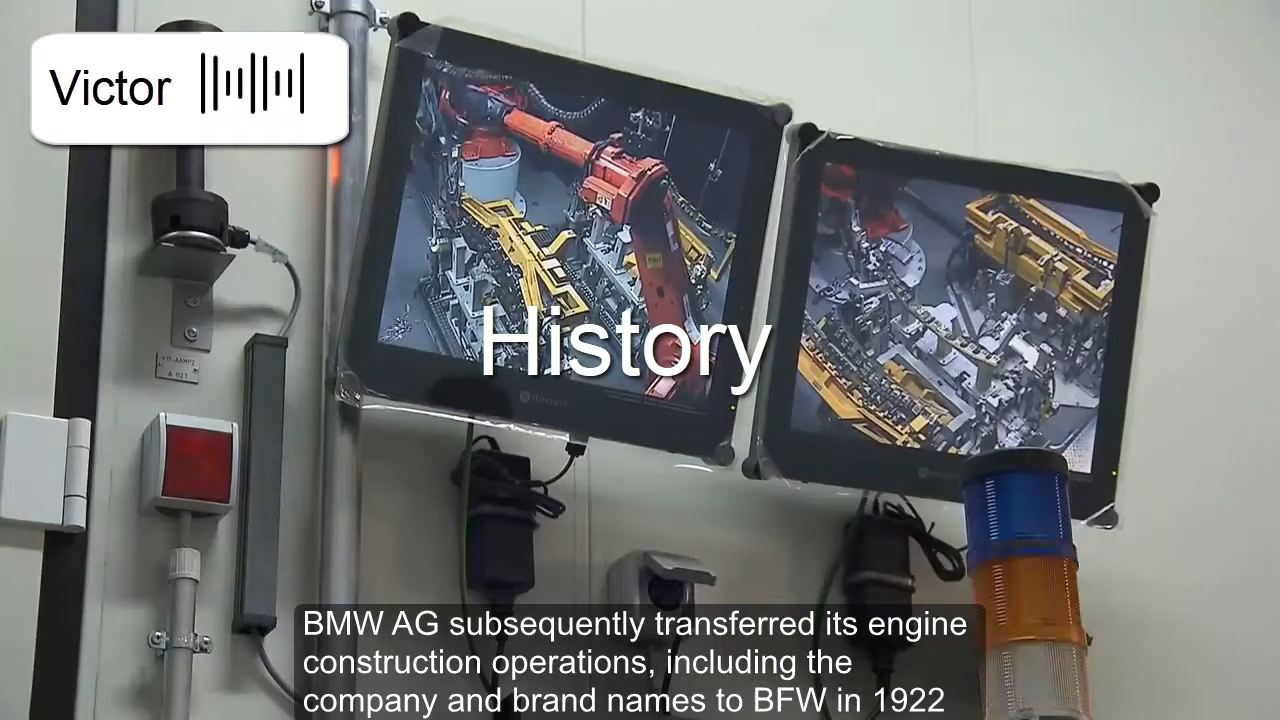 Victor
History
BMW AG subsequently transferred its engine
construction operations, including the
company and brand names to BFW in 1922